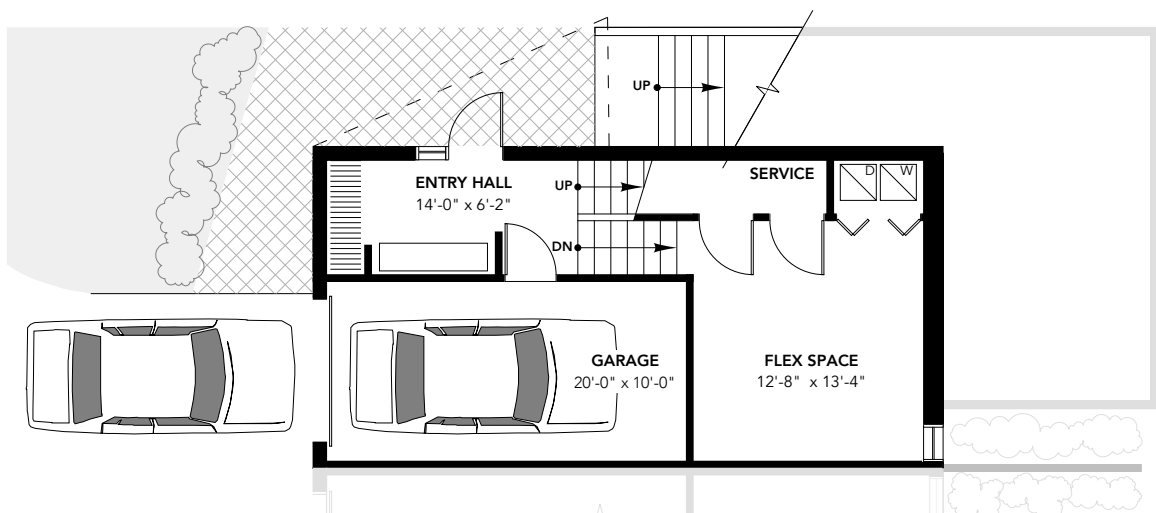 UP
ENTRY HALL
14'-0" x 6'-2"
UP
SERVICE
D
W
DN
GARAGE
20'-0" x 10'-0"
FLEX SPACE
12'-8" x 13'-4"